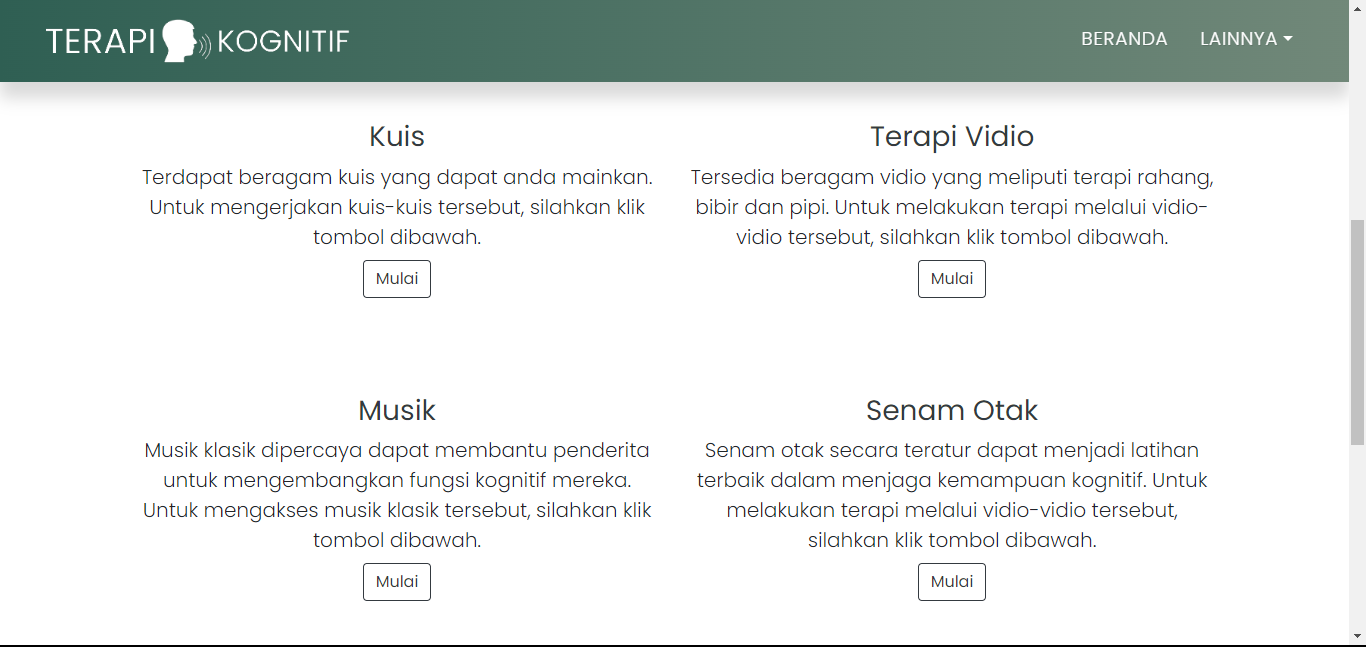 TERAPI KOGNITIF
BERANDA
LAINNYA
Kuis
Terdapat beragam kuis yang dapat anda mainkan.
Untuk mengerjakan kuis-kuis tersebut, silahkan klik
tombol dibawah.
Mulai
Terapi Vidio
Tersedia beragam vidio yang meliputi terapi rahang,
bibir dan pipi. Untuk melakukan terapi melalui vidio-
vidio tersebut, silahkan klik tombol dibawah.
Mulai
Musik
Musik klasik dipercaya dapat membantu penderita
untuk mengembangkan fungsi kognitif mereka.
Untuk mengakses musik klasik tersebut, silahkan klik
tombol dibawah.
Mulai
Senam Otak
Senam otak secara teratur dapat menjadi latihan
terbaik dalam menjaga kemampuan kognitif. Untuk
melakukan terapi melalui vidio-vidio tersebut,
silahkan klik tombol dibawah.
Mulai